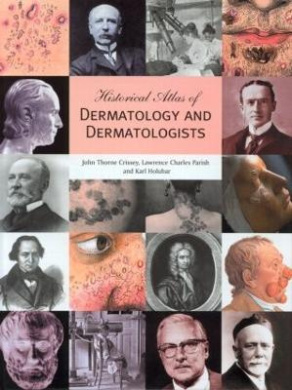 Historical Atlas of
DERMATOLOGY AND
DERMATOLOGISTS
John Thorne Crissey, Lawrence Charles Parish
and Karl Holubar